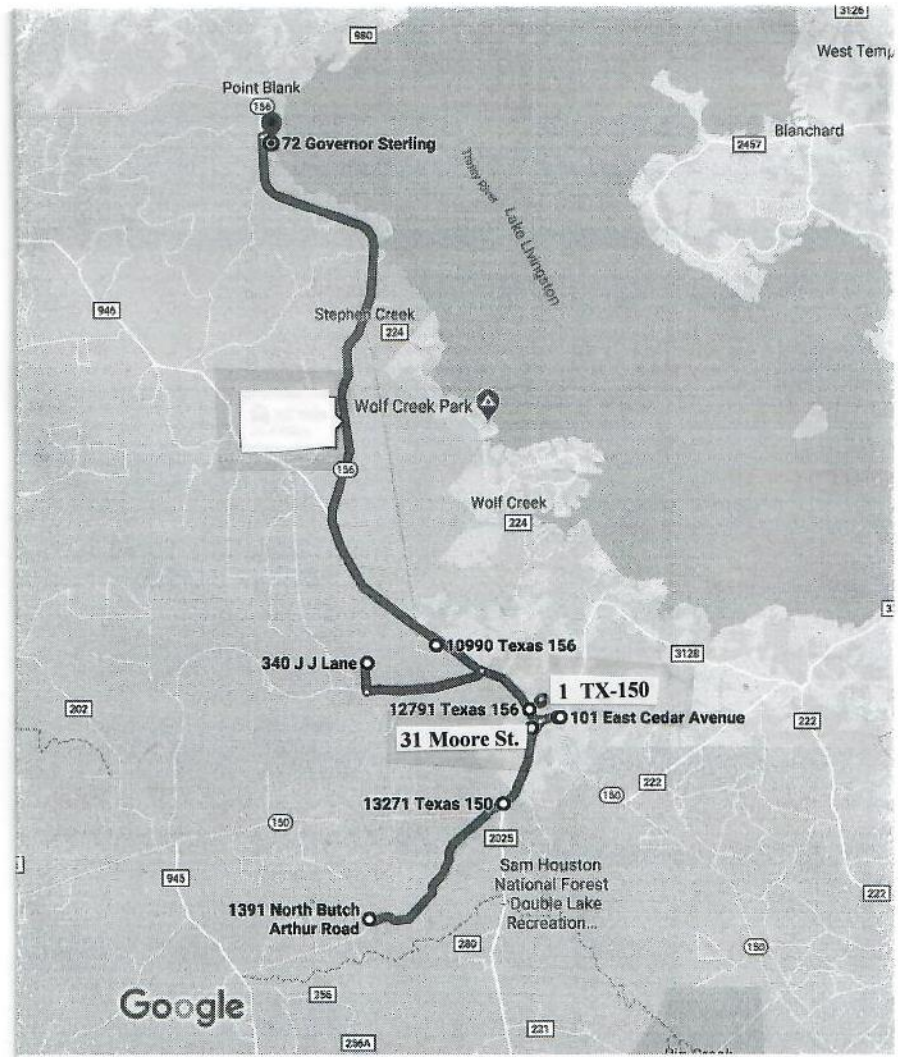 3126
980
West Temp
Point Blank
156
72 Governor Sterling
Blanchard
2457
Trinity River
Lake Livingston
946
Stephen Creek
224
Wolf Creek Park
156
Wolf Creek
224
10990 Texas 156
340 J J Lane
3128
1 TX-150
202
12791 Texas 156
101 East Cedar Avenue
222
31 Moore St.
222
150
13271 Texas 150
150
2025
Sam Houston
National Forest
Double Lake
Recreation...
945
222
1391 North Butch
Arthur Road
280
150
256
Google
221
236A